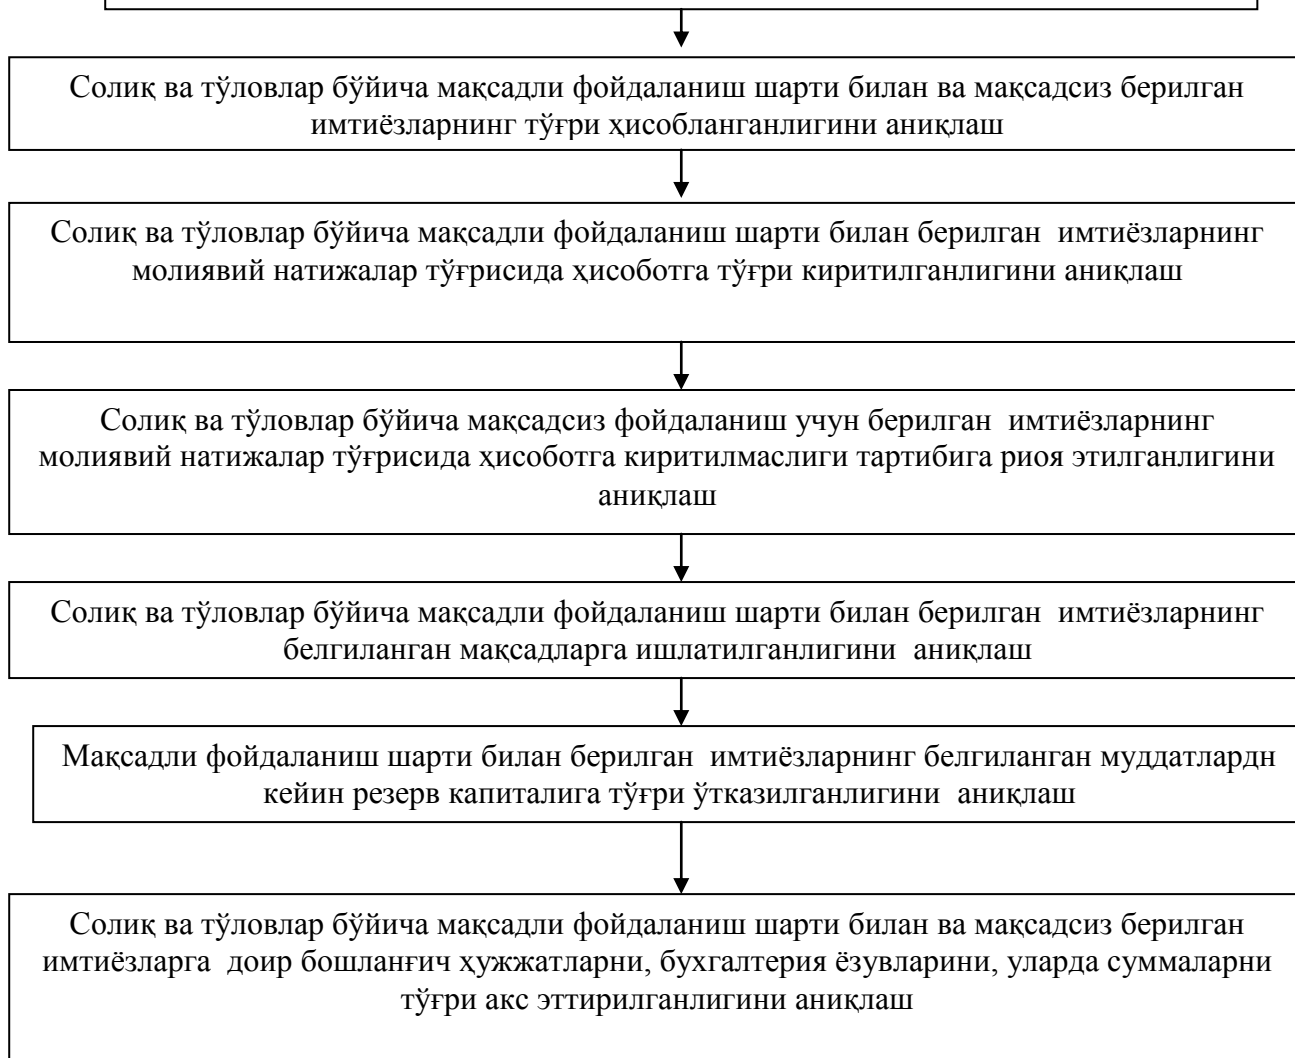 Солиқ ва тўловлар бўйича мақсадли фойдаланиш шарти билан ва мақсадсиз берилган
имтиёзларнинг тўғри ҳисобланганлигини аниқлаш
Солиқ ва тўловлар бўйича мақсадли фойдаланиш шарти билан берилган имтиёзларнинг
молиявий натижалар тўғрисида ҳисоботга тўғри киритилганлигини аниқлаш
Солиқ ва тўловлар бўйича мақсадсиз фойдаланиш учун берилган имтиёзларнинг
молиявий натижалар тўғрисида ҳисоботга киритилмаслиги тартибига риоя этилганлигини
аниқлаш
Солиқ ва тўловлар бўйича мақсадли фойдаланиш шарти билан берилган имтиёзларнинг
белгиланган мақсадларга ишлатилганлигини аниқлаш
Мақсадли фойдаланиш шарти билан берилган имтиёзларнинг белгиланган муддатлардн
кейин резерв капиталига тўғри ўтказилганлигини аниқлаш
Солиқ ва тўловлар бўйича мақсадли фойдаланиш шарти билан ва мақсадсиз берилган
имтиёзларга доир бошланғич ҳужжатларни, бухгалтерия ёзувларини, уларда суммаларни
тўғри акс эттирилганлигини аниқлаш